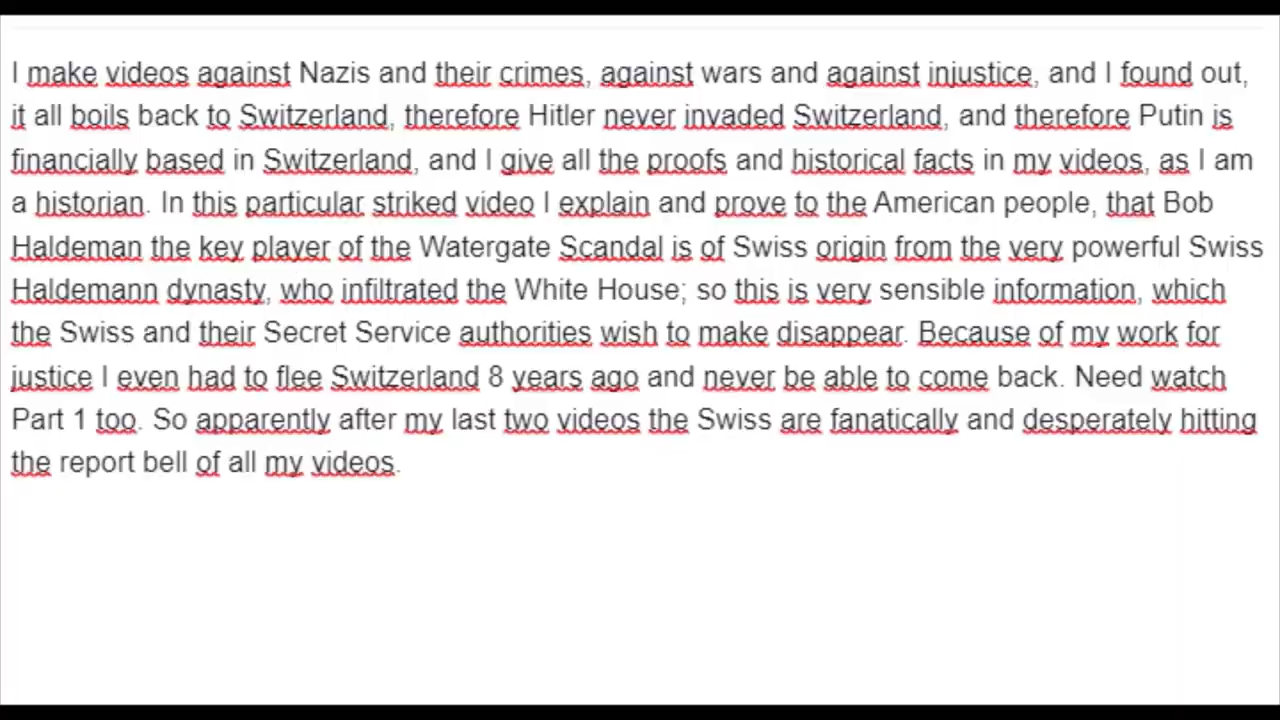 I make videos against Nazis and their crimes, against wars and against injustice, and I found out,
it all boils back to Switzerland, therefore Hitler never invaded Switzerland, and therefore Putin is
financially based in Switzerland, and I give all the proofs and historical facts in my videos, as I am
a historian. In this particular striked video I explain and prove to the American people, that Bob
Haldeman the key player of the Watergate Scandal is of Swiss origin from the very powerful Swiss
Haldemann dynasty, who infiltrated the White House; so this is very sensible information, which
the Swiss and their Secret Service authorities wish to make disappear. Because of my work for
justice I even had to flee Switzerland 8 years ago and never be able to come back. Need watch
Part 1 too. So apparently after my last two videos the Swiss are fanatically and desperately hitting
the report bell of all my videos.